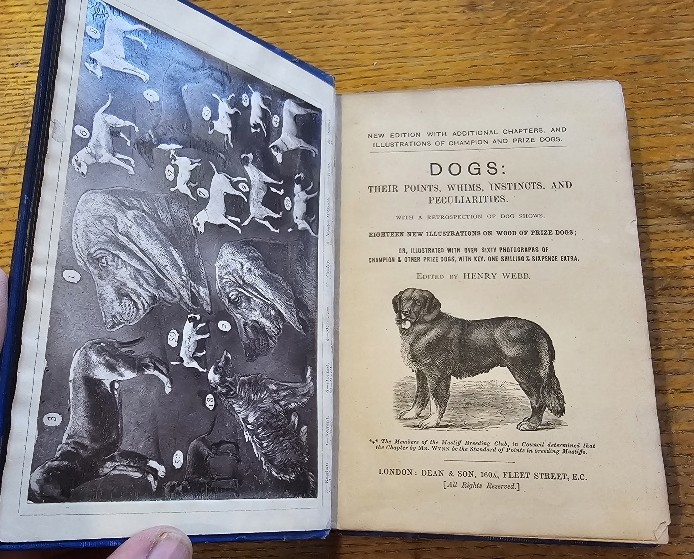 NEW EDITION WITH ADDITIONAL CHAPTERS, AND
ILLUSTRATIONS OF CHAMPION AND PRIZE DOGS.
DOGS:
THEIR POINTS, WHIMS, INSTINCTS, AND
PECULIARITIES.
WITH A RETROSPECTION OF DOG SHOWS.
EIGHTEEN NEW ILLUSTRATIONS ON WOOD OF PRIZE DOGS;
OR, ILLUSTRATED WITH OVER SIXTY PHOTOGRAPHS OF
CHAMPION & OTHER PRIZE DOGS, WITH KEY. ONE SHILLING & SIXPENCE EXTRA.
EDITED BY HENRY WEBB.
*** The Members of the Mastiff Breeding Club, in Council determined that
the Chapter by MR. WYNN be the Standard of Points in breeding Mastiffs.
LONDON: DEAN & SON, 160A, FLEET STREET, E.C.
[All Rights Reserved.]
1
3